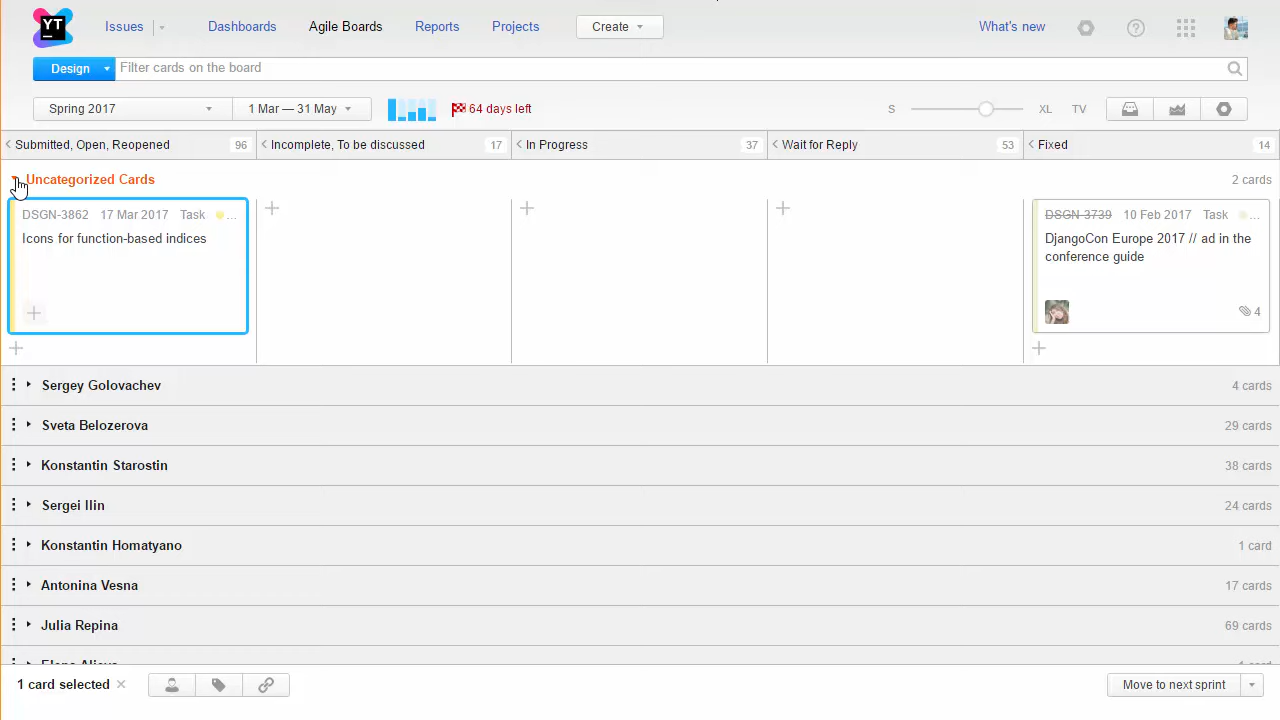 YT
Issues
Dashboards
Agile Boards
Reports
Projects
Create
What's new
Design
Filter cards on the board
Spring 2017
1 Mar — 31 May
64 days left
S
XL
TV
Submitted, Open, Reopened 96
Incomplete, To be discussed 17
In Progress 37
Wait for Reply 53
Fixed 14
Uncategorized Cards
2 cards
DSGN-3862 17 Mar 2017 Task ...
Icons for function-based indices
DSGN-3739 10 Feb 2017 Task ...
DjangoCon Europe 2017 // ad in the
conference guide
4
Sergey Golovachev 4 cards
Sveta Belozerova 29 cards
Konstantin Starostin 38 cards
Sergei Ilin 24 cards
Konstantin Homatyano 1 card
Antonina Vesna 17 cards
Julia Repina 69 cards
1 card selected
Move to next sprint